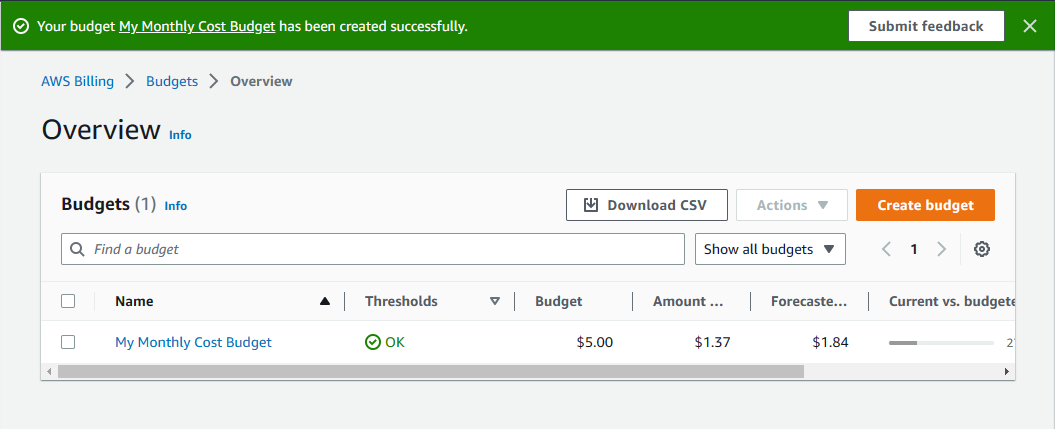 Your budget My Monthly Cost Budget has been created successfully. Submit feedback
AWS Billing > Budgets > Overview
Overview Info
Budgets (1) Info Download CSV Actions Create budget
Find a budget Show all budgets 1
Name Thresholds Budget Amount ... Forecaste... Current vs. budgete
My Monthly Cost Budget OK $5.00 $1.37 $1.84